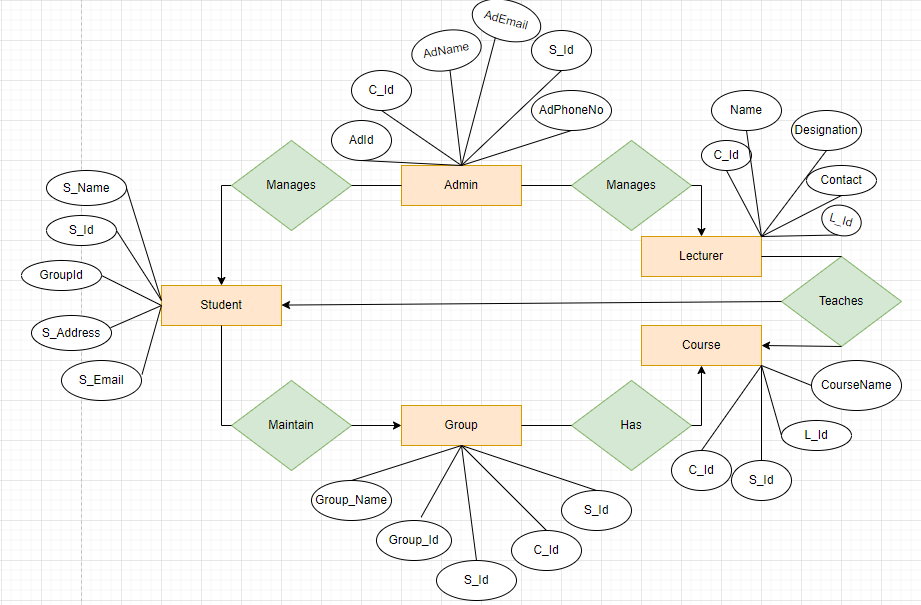 AdEmail
AdName
S_Id
C_Id
AdPhoneNo
AdId
Name
Designation
C_Id
Contact
L_Id
Manages
Admin
Manages
S_Name
S_Id
GroupId
S_Address
S_Email
Lecturer
Student
Teaches
Course
CourseName
L_Id
C_Id
S_Id
Maintain
Group
Has
Group_Name
Group_Id
S_Id
C_Id
S_Id